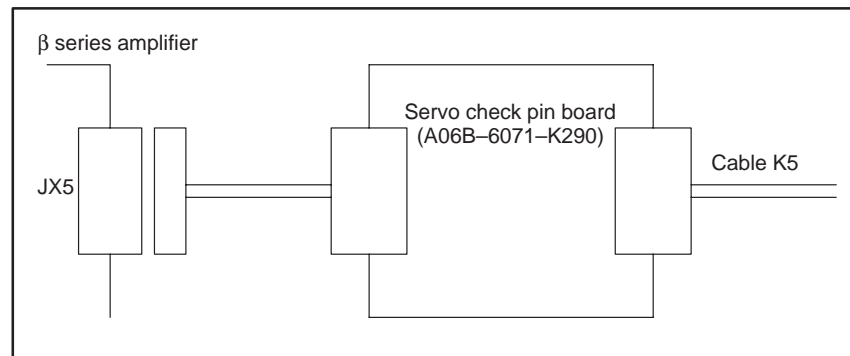 β series amplifier
Servo check pin board
(A06B–6071–K290)
Cable K5
JX5